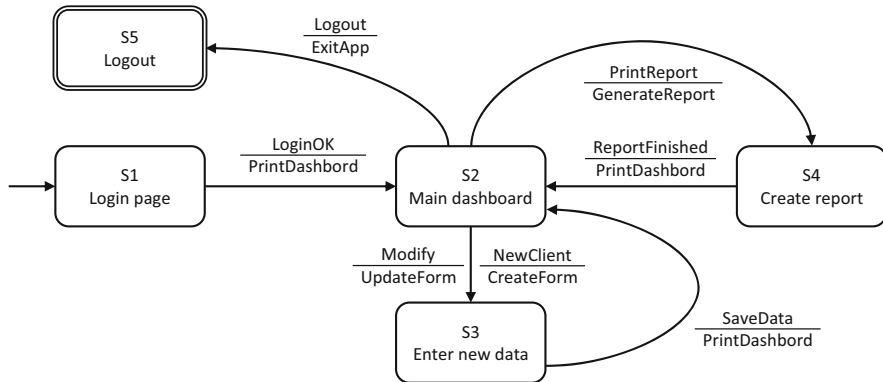 S5
Logout
Logout
ExitApp
PrintReport
GenerateReport
S1
Login page
LoginOK
PrintDashbord
S2
Main dashboard
ReportFinished
PrintDashbord
S4
Create report
Modify
UpdateForm
NewClient
CreateForm
S3
Enter new data
SaveData
PrintDashbord